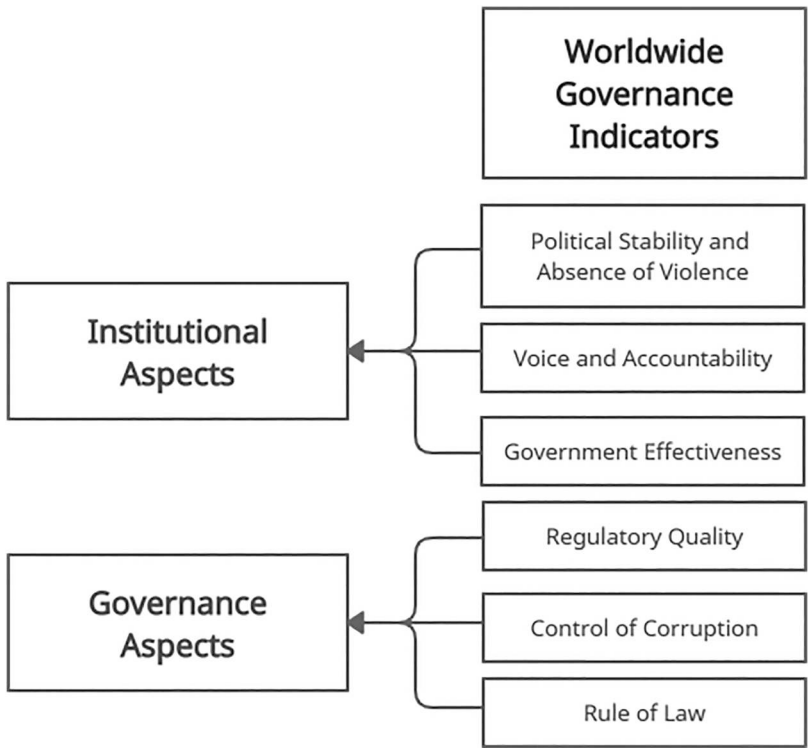 Worldwide
Governance
Indicators
Political Stability and
Absence of Violence
Institutional
Aspects
Voice and Accountability
Government Effectiveness
Regulatory Quality
Governance
Aspects
Control of Corruption
Rule of Law